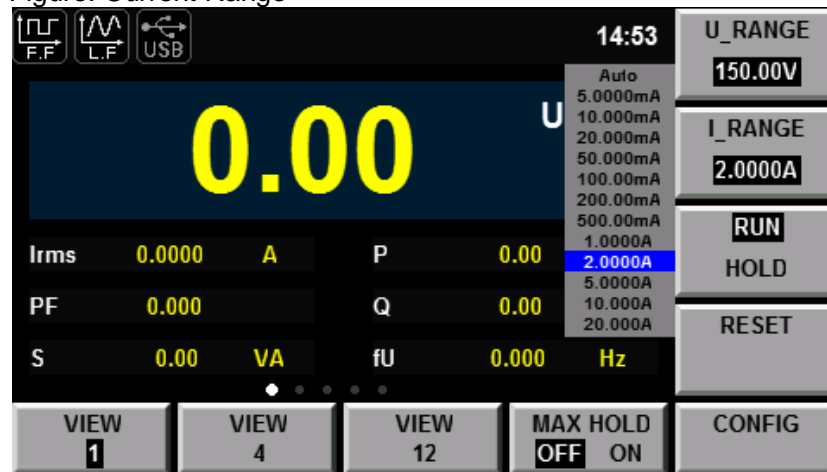 Figure: Current Range
F.F L.F USB 14:53
U_RANGE
150.00V
Auto
5.0000mA
10.000mA
20.000mA
50.000mA
100.00mA
200.00mA
500.00mA
1.0000A
2.0000A
5.0000A
10.000A
20.000A
0.00 U
I_RANGE
2.0000A
RUN
HOLD
RESET
Irms 0.0000 A P 0.00
PF 0.000 Q 0.00
S 0.00 VA fU 0.000 Hz
VIEW
1
VIEW
4
VIEW
12
MAX HOLD
OFF ON
CONFIG